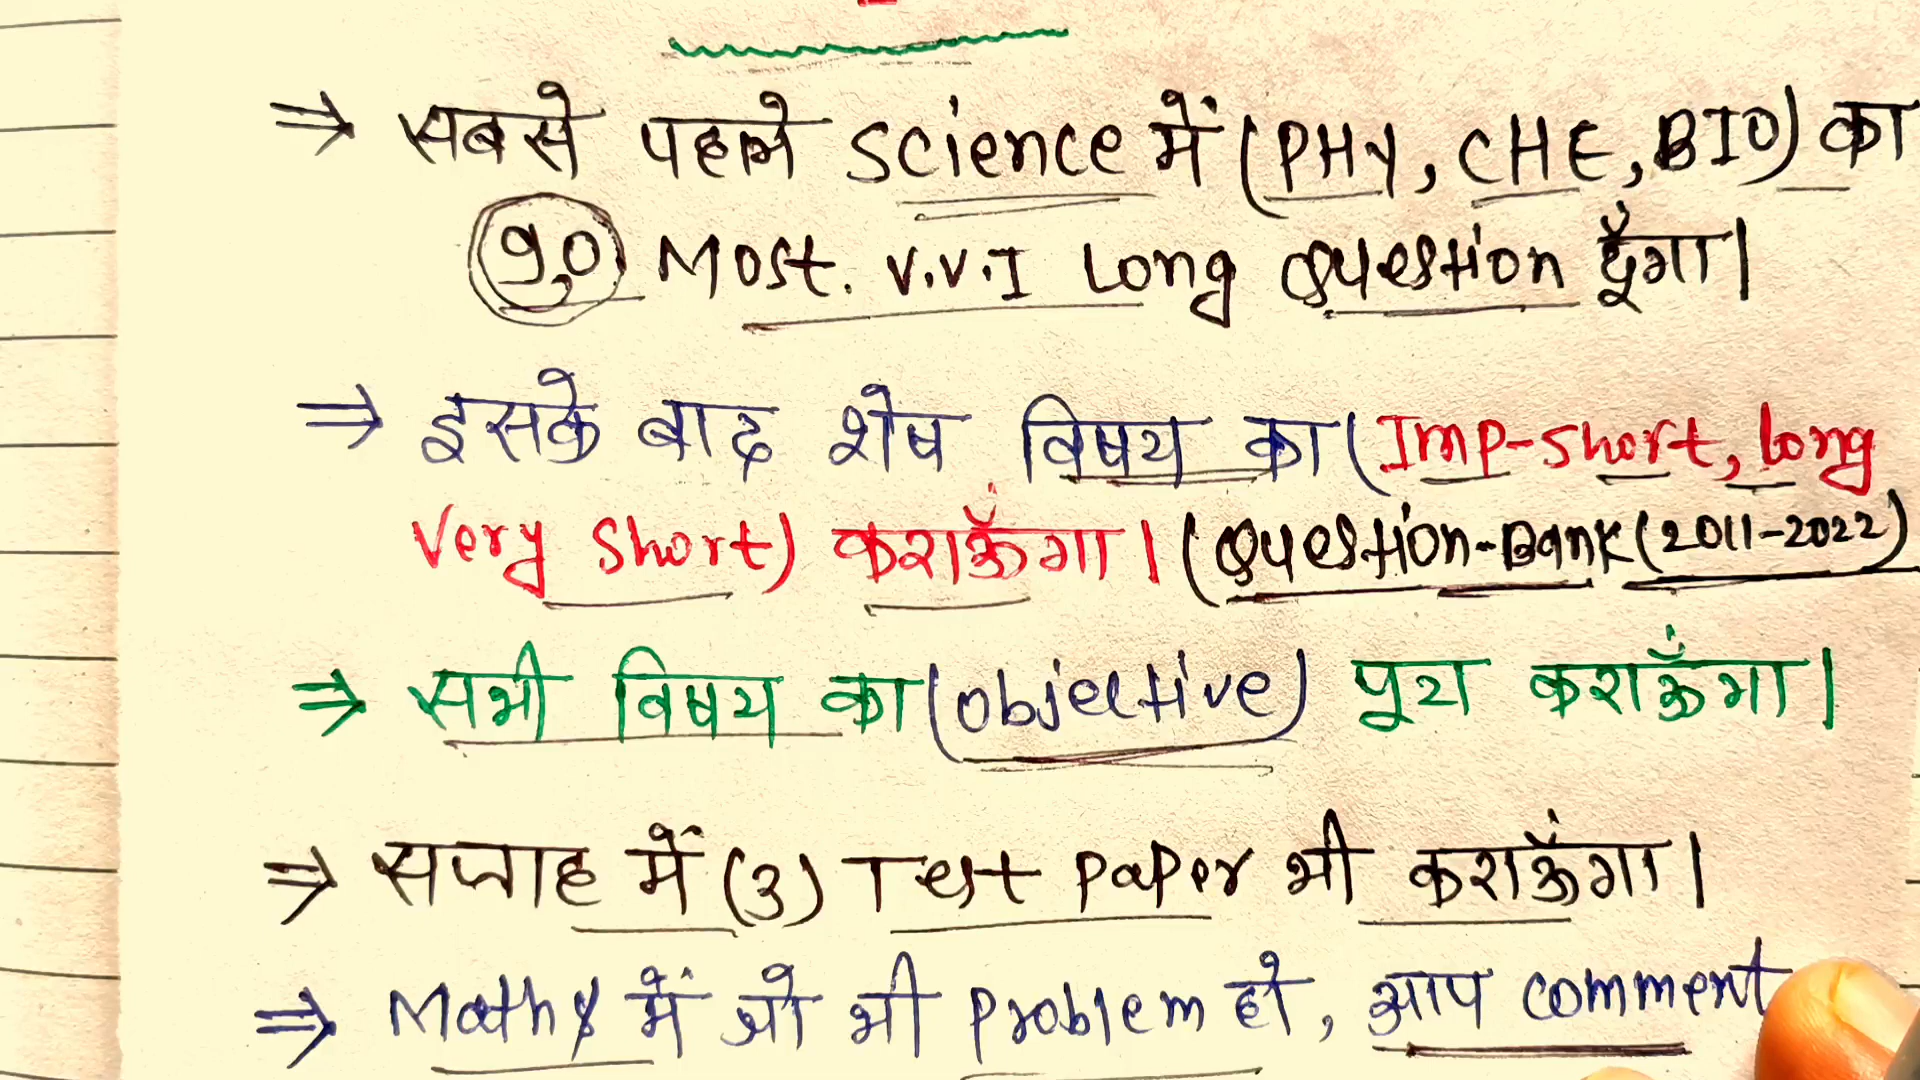 ⇒ सबसे पहले Science में (PHY, CHE, BIO) का
90 Most. V.V.I Long Question दूँगा।
⇒ इसके बाद शेष विषय का (Imp-Short, Long
Very Short) कराऊँगा। (Question-Bank (2011-2022)
⇒ सभी विषय का (objective) पूरा कराऊँगा।
⇒ सप्ताह में (3) Test Paper भी कराऊँगा।
⇒ Maths में जो भी Problem हो, आप comment